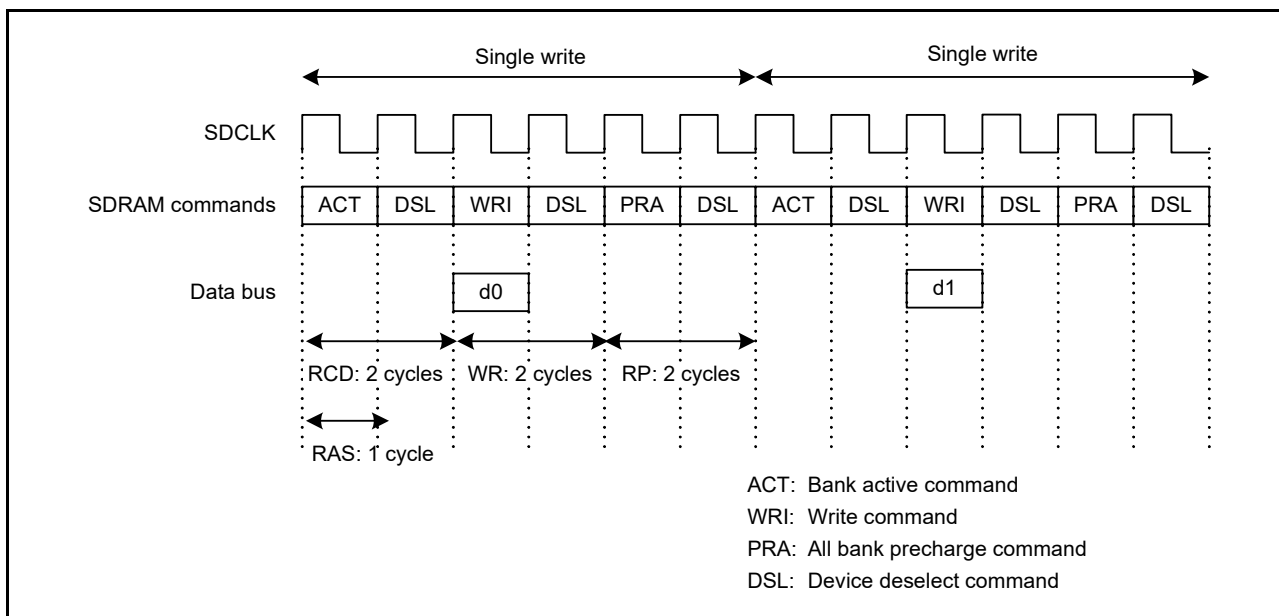 Single write Single write
SDCLK
SDRAM commands ACT DSL WRI DSL PRA DSL ACT DSL WRI DSL PRA DSL
Data bus d0 d1
RCD: 2 cycles WR: 2 cycles RP: 2 cycles
RAS: 1 cycle
ACT: Bank active command
WRI: Write command
PRA: All bank precharge command
DSL: Device deselect command